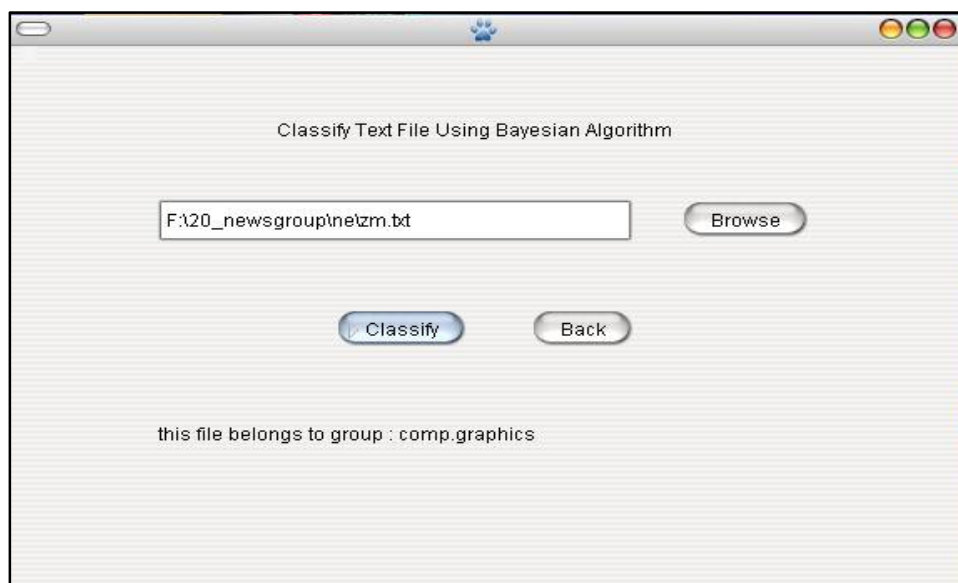 Classify Text File Using Bayesian Algorithm
F:\20_newsgroup\ne\zm.txt
Browse
Classify
Back
this file belongs to group : comp.graphics